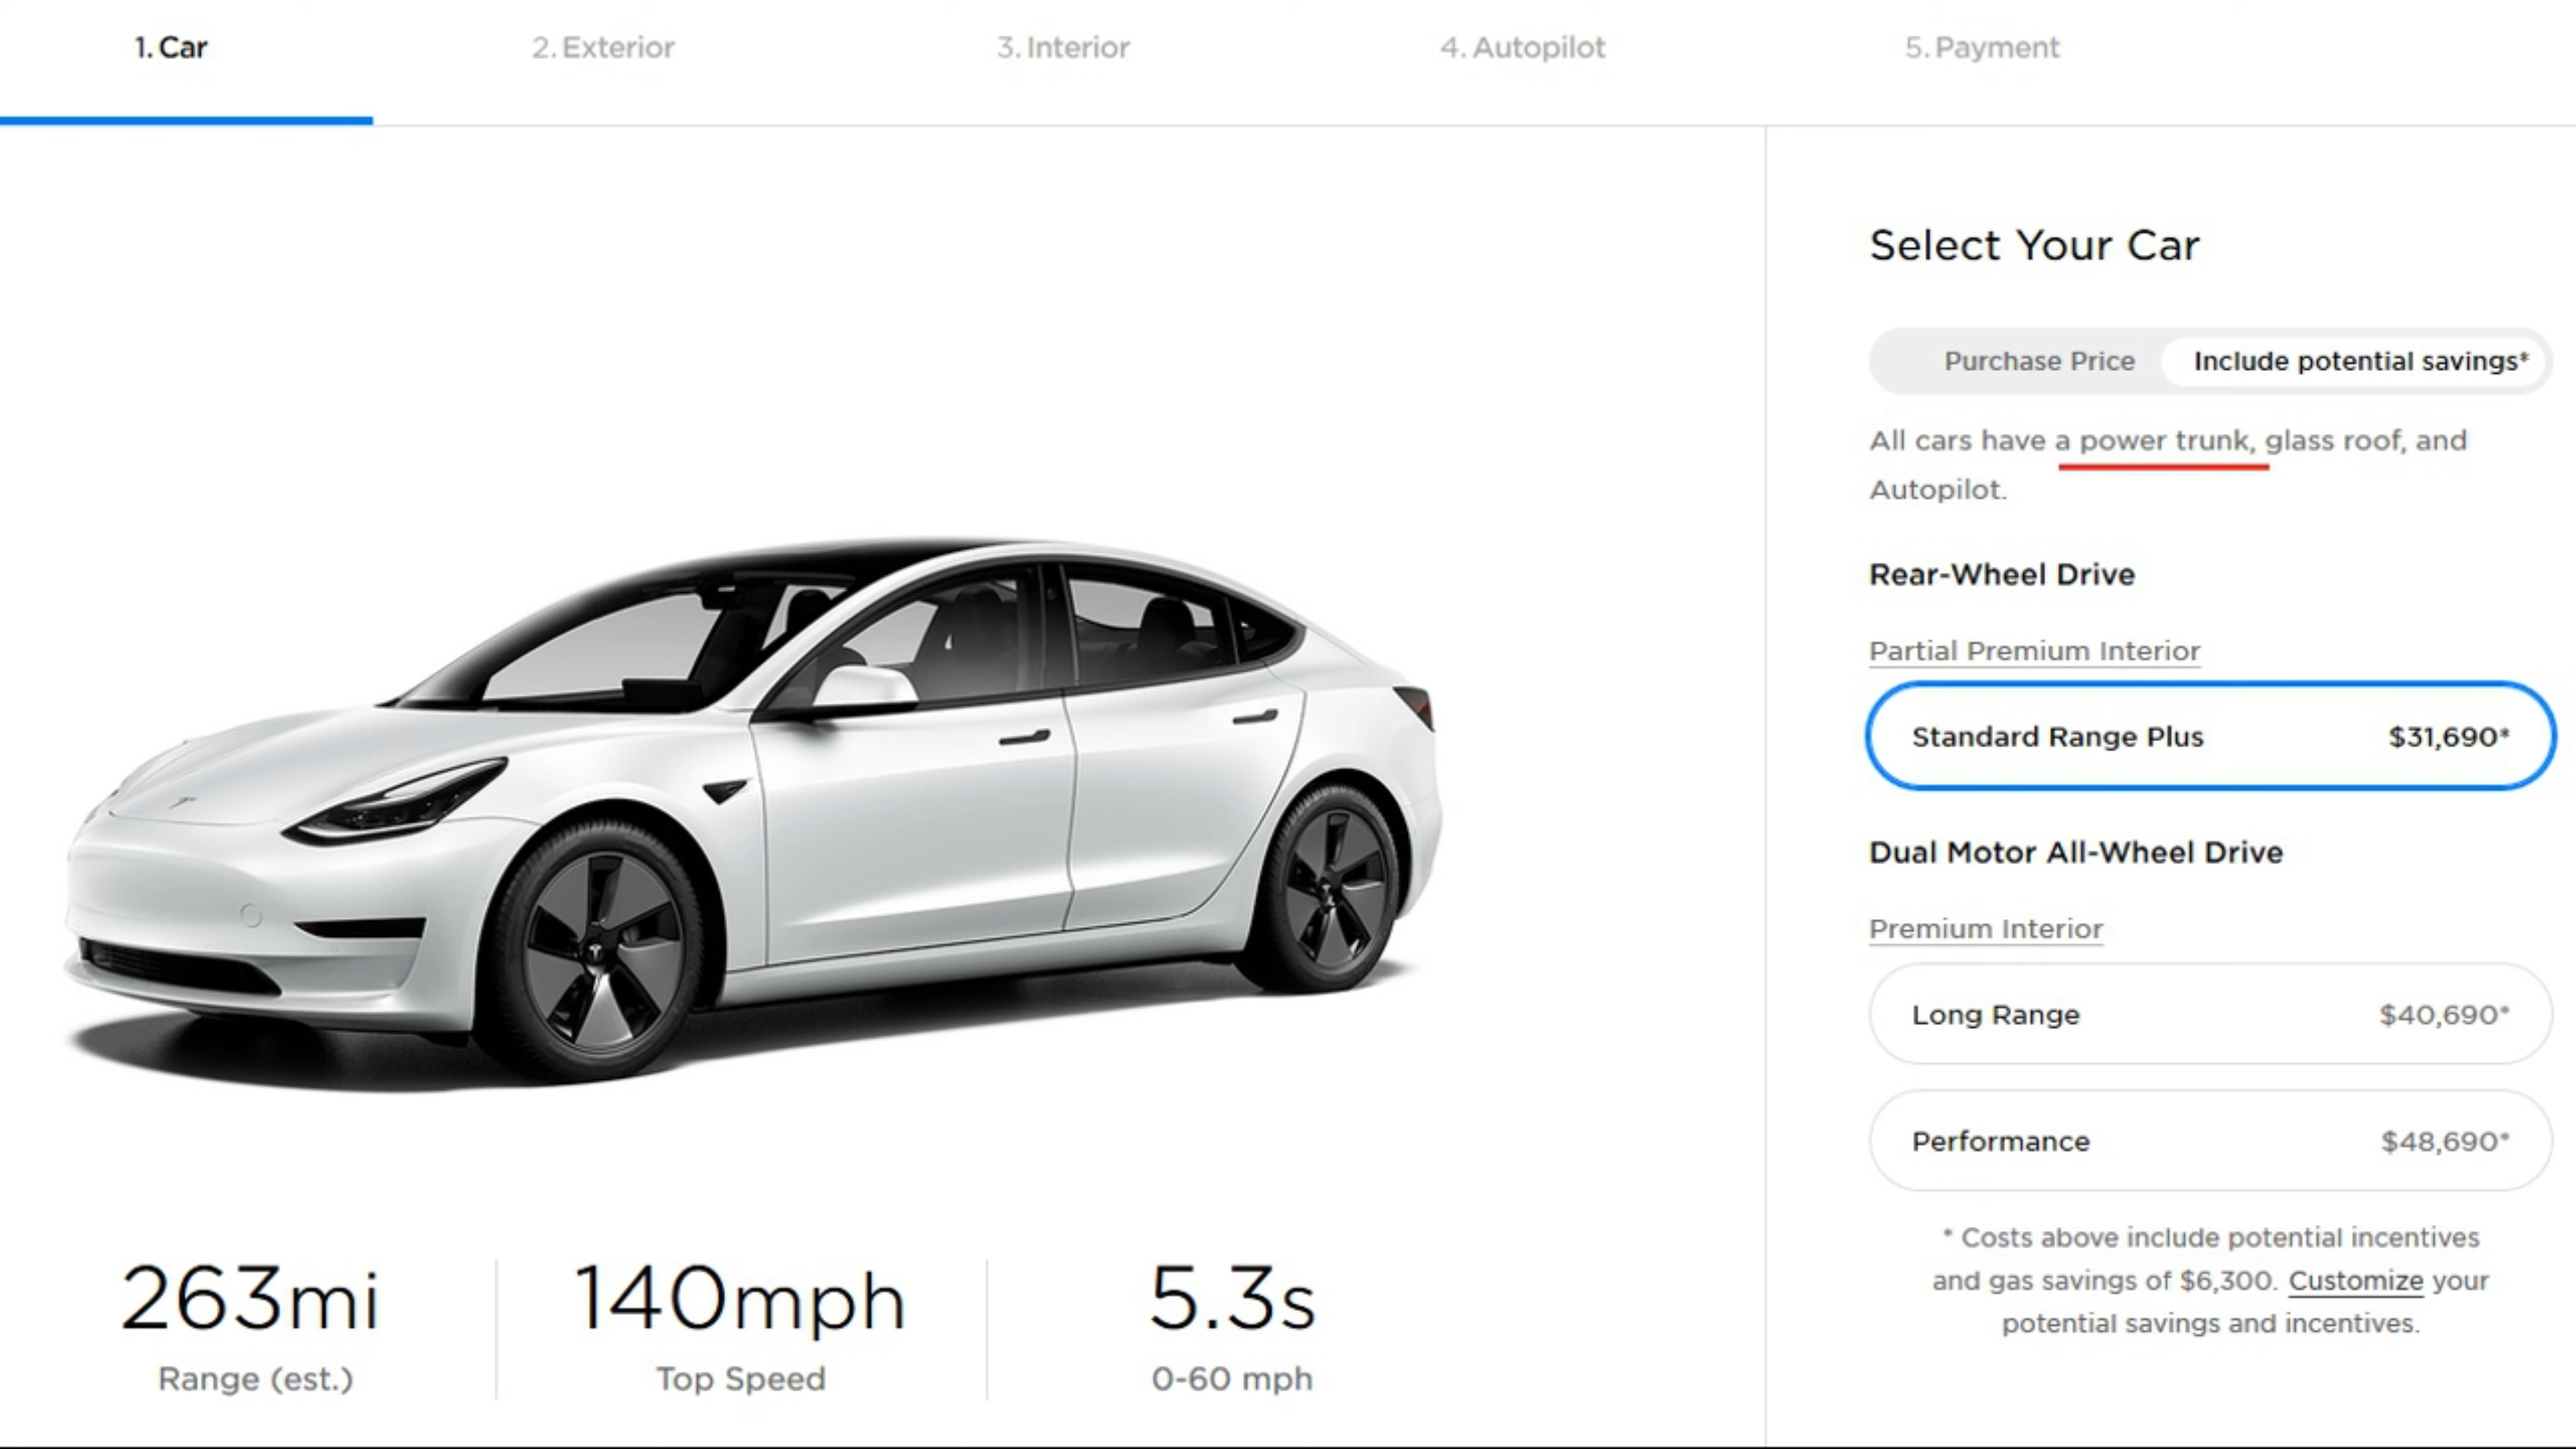 1. Car
2. Exterior
3. Interior
4. Autopilot
5. Payment
Select Your Car
Purchase Price
Include potential savings*
All cars have a power trunk, glass roof, and
Autopilot.
Rear-Wheel Drive
Partial Premium Interior
Standard Range Plus $31,690*
Dual Motor All-Wheel Drive
Premium Interior
Long Range $40,690*
Performance $48,690*
* Costs above include potential incentives
and gas savings of $6,300. Customize your
potential savings and incentives.
263mi
Range (est.)
140mph
Top Speed
5.3s
0-60 mph